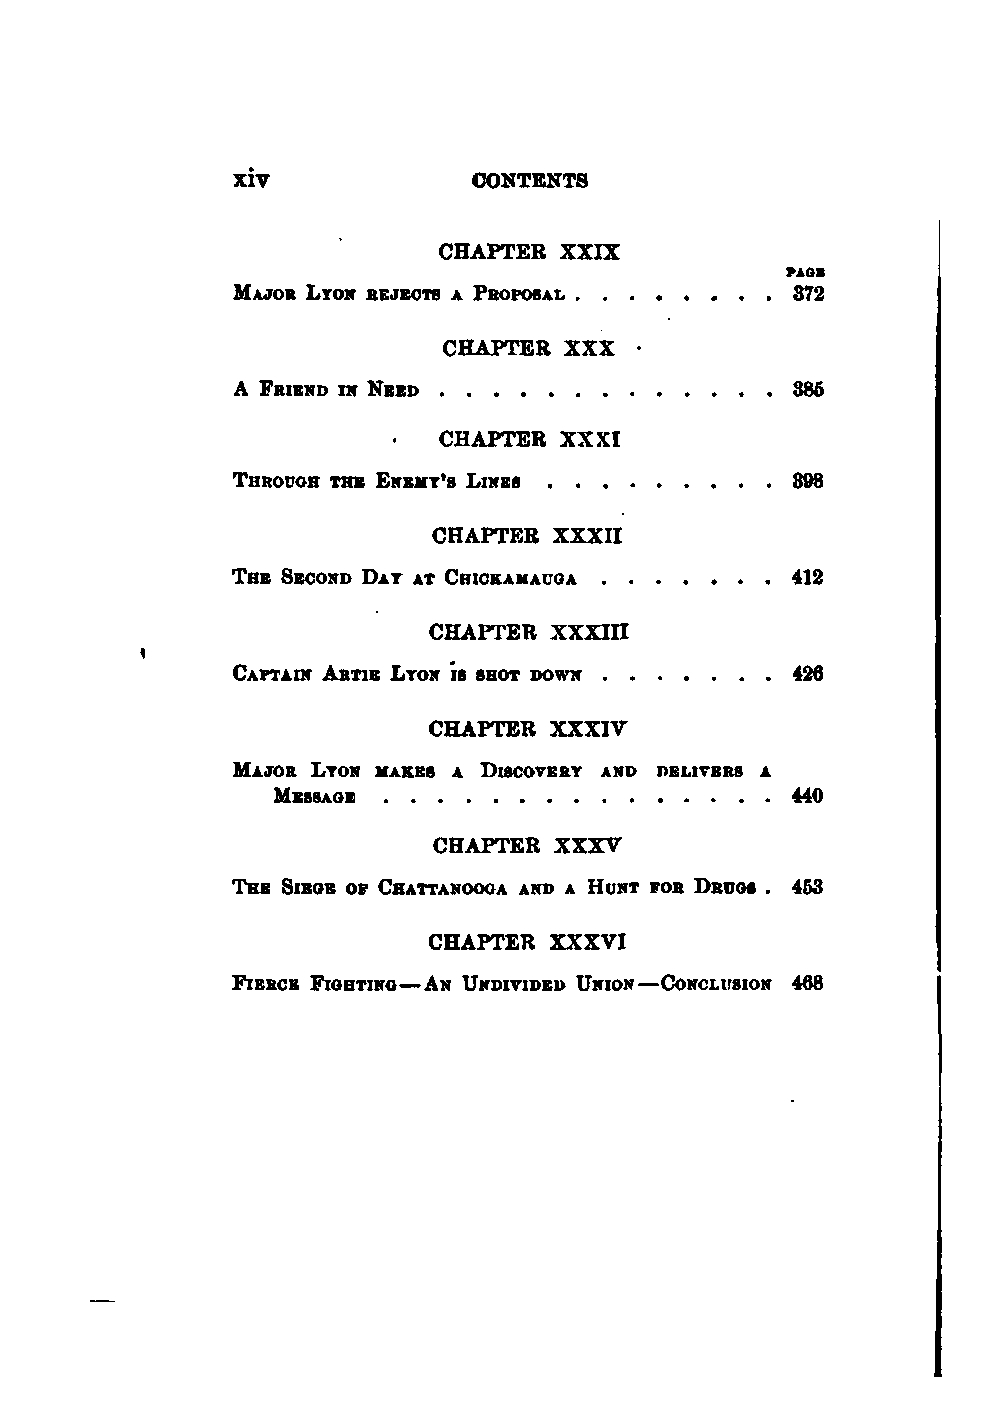 xiv CONTENTS
CHAPTER XXIX
PAGE
Major Lyon rejects a Proposal . . . . . . . . 372
CHAPTER XXX
A Friend in Need . . . . . . . . . . . . . 385
CHAPTER XXXI
Through the Enemy's Lines . . . . . . . . . 398
CHAPTER XXXII
The Second Day at Chickamauga . . . . . . . 412
CHAPTER XXXIII
Captain Artie Lyon is shot down . . . . . . . 426
CHAPTER XXXIV
Major Lyon makes a Discovery and delivers a
Message . . . . . . . . . . . . . . . 440
CHAPTER XXXV
The Siege of Chattanooga and a Hunt for Drugs . 453
CHAPTER XXXVI
Fierce Fighting—An Undivided Union—Conclusion 468